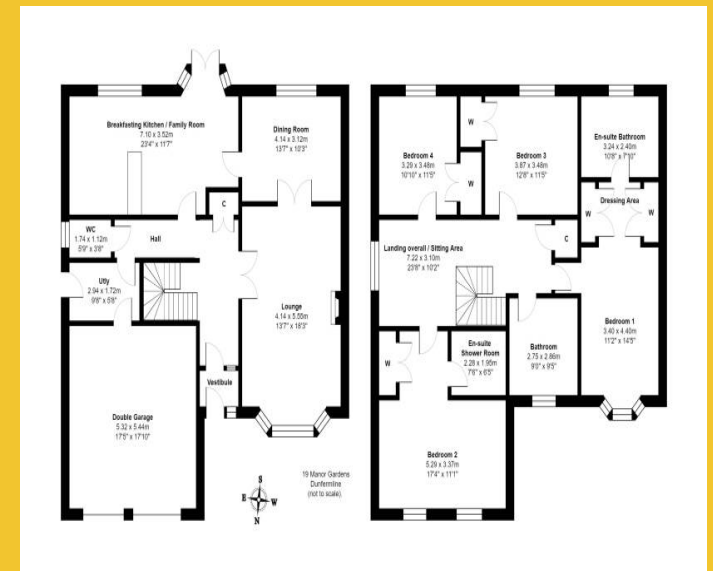 Breakfasting Kitchen / Family Room
7.10 x 3.52m
23'4" x 11'7"
Dining Room
4.14 x 3.12m
13'7" x 10'3"
C
WC
1.74 x 1.12m
5'9" x 3'8"
Hall
Utly
2.94 x 1.72m
9'8" x 5'8"
Lounge
4.14 x 5.55m
13'7" x 18'3"
Vestibule
Double Garage
5.32 x 5.44m
17'5" x 17'10"
Bedroom 4
3.29 x 3.48m
10'10" x 11'5"
W
W
Bedroom 3
3.87 x 3.48m
12'8" x 11'5"
En-suite Bathroom
3.24 x 2.40m
10'8" x 7'10"
Dressing Area
W
W
Landing overall / Sitting Area
7.22 x 3.10m
23'8" x 10'2"
C
Bedroom 1
3.40 x 4.40m
11'2" x 14'5"
Bathroom
2.75 x 2.86m
9'0" x 9'5"
En-suite
Shower Room
2.28 x 1.95m
7'6" x 6'5"
W
Bedroom 2
5.29 x 3.37m
17'4" x 11'1"
19 Manor Gardens
Dunfermline
(not to scale)
S
E
W
N